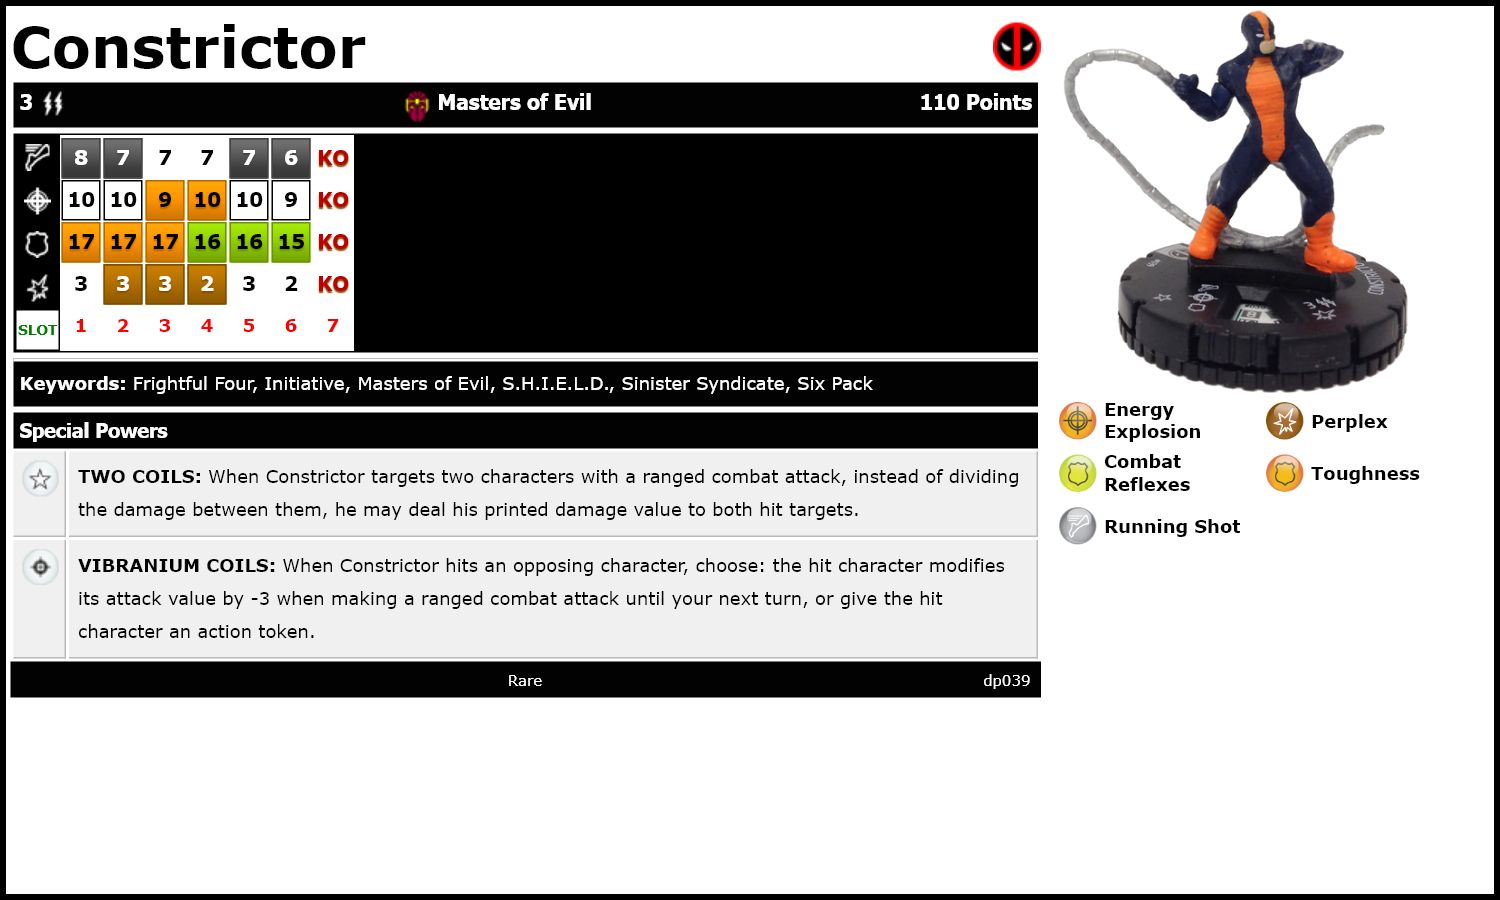 Constrictor
3 Masters of Evil 110 Points
8 7 7 7 7 6 KO
10 10 9 10 10 9 KO
17 17 17 16 16 15 KO
3 3 3 2 3 2 KO
SLOT 1 2 3 4 5 6 7
Keywords: Frightful Four, Initiative, Masters of Evil, S.H.I.E.L.D., Sinister Syndicate, Six Pack
Special Powers
TWO COILS: When Constrictor targets two characters with a ranged combat attack, instead of dividing
the damage between them, he may deal his printed damage value to both hit targets.
VIBRANIUM COILS: When Constrictor hits an opposing character, choose: the hit character modifies
its attack value by -3 when making a ranged combat attack until your next turn, or give the hit
character an action token.
Rare dp039
CONSTRICTOR
039
3
8
Energy
Explosion
Perplex
Combat
Reflexes
Toughness
Running Shot